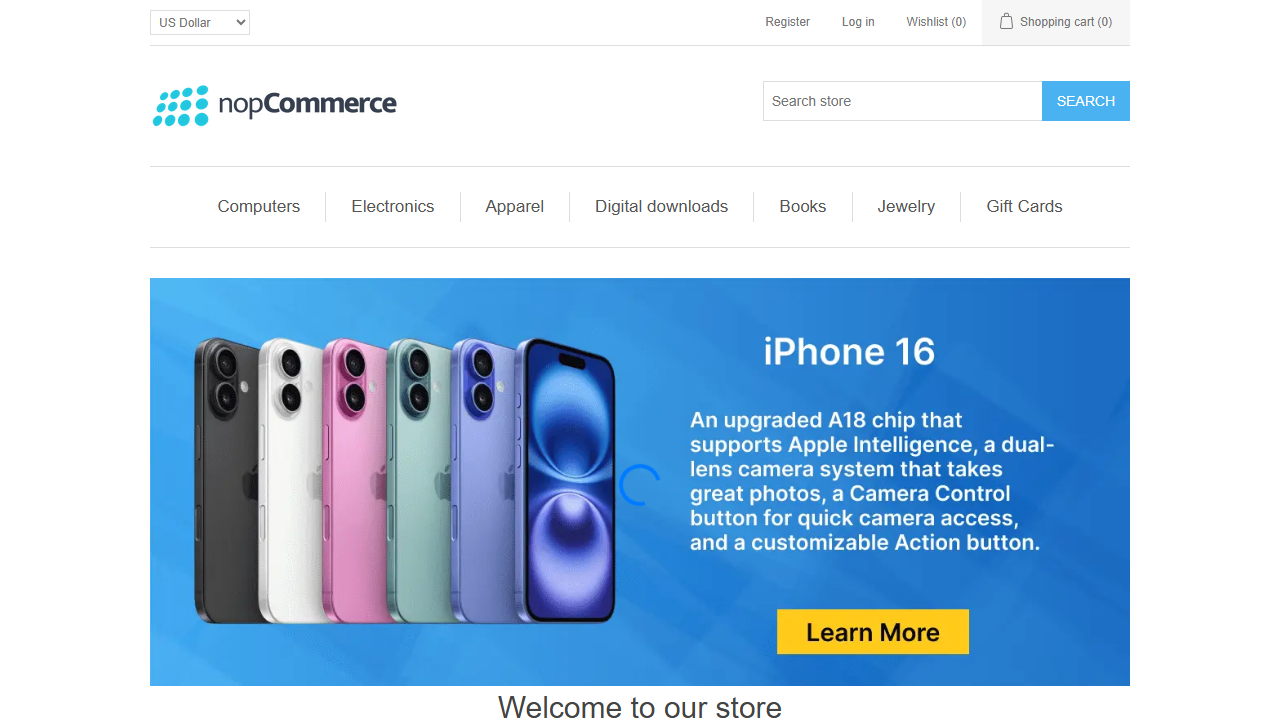 US Dollar
Register
Log in
Wishlist (0)
Shopping cart (0)
nopCommerce
Search store
SEARCH
Computers
Electronics
Apparel
Digital downloads
Books
Jewelry
Gift Cards
iPhone 16
An upgraded A18 chip that
supports Apple Intelligence, a dual-
lens camera system that takes
great photos, a Camera Control
button for quick camera access,
and a customizable Action button.
Learn More
Welcome to our store